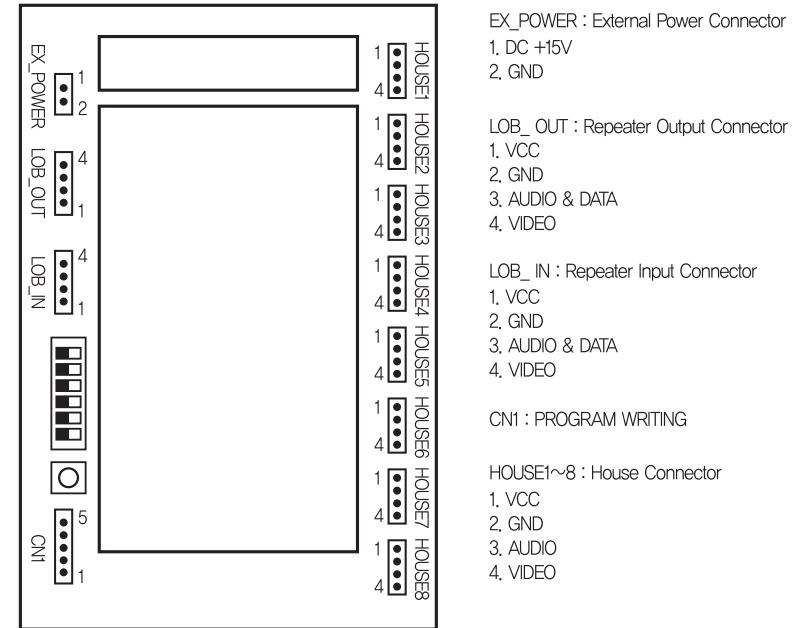 EX_POWER
1
2
LOB_OUT
4
1
LOB_IN
4
1
CN1
5
1
1
4
HOUSE1
1
4
HOUSE2
1
4
HOUSE3
1
4
HOUSE4
1
4
HOUSE5
1
4
HOUSE6
1
4
HOUSE7
1
4
HOUSE8
EX_POWER : External Power Connector
1. DC +15V
2. GND
LOB_ OUT : Repeater Output Connector
1. VCC
2. GND
3. AUDIO & DATA
4. VIDEO
LOB_ IN : Repeater Input Connector
1. VCC
2. GND
3. AUDIO & DATA
4. VIDEO
CN1 : PROGRAM WRITING
HOUSE1~8 : House Connector
1. VCC
2. GND
3. AUDIO
4. VIDEO